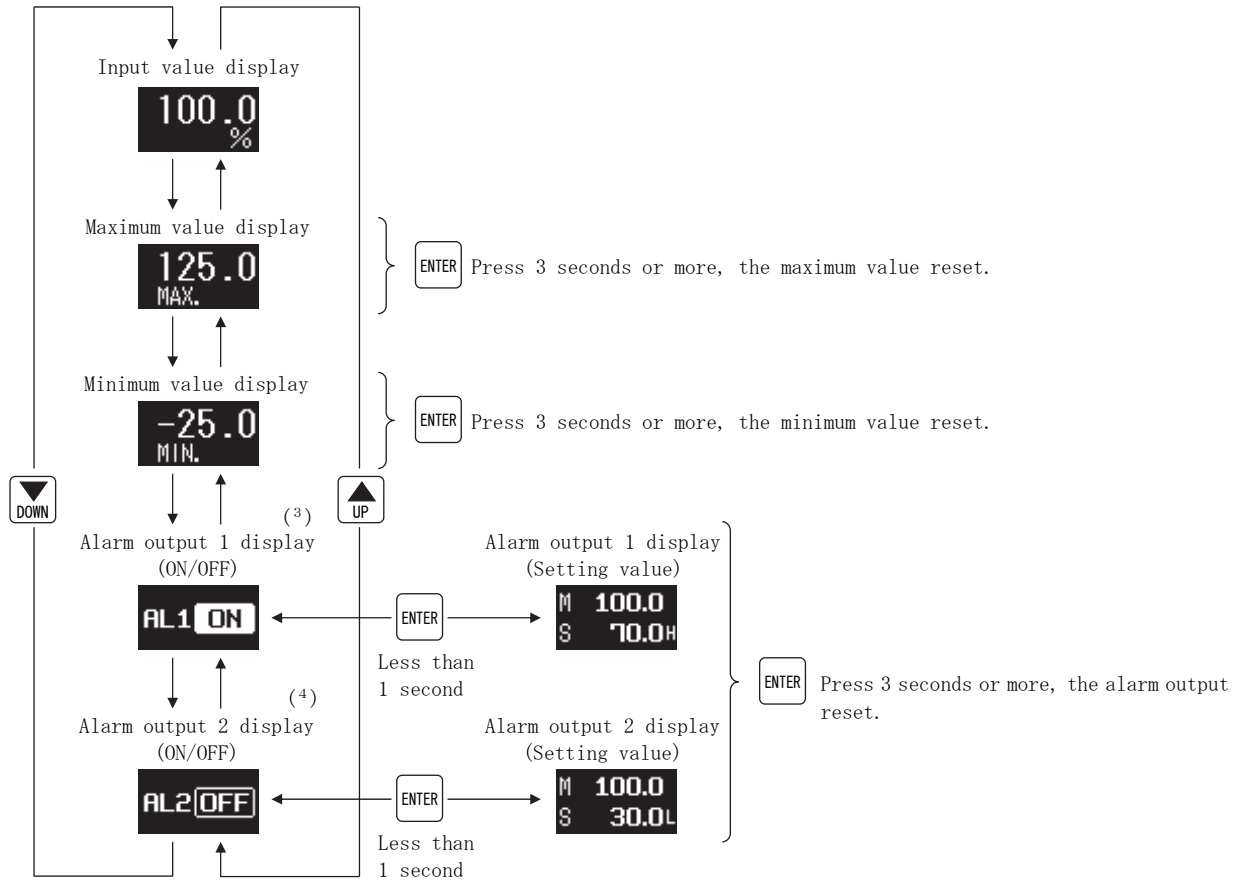 Input value display
100.0
%
Maximum value display
125.0
MAX.
ENTER Press 3 seconds or more, the maximum value reset.
Minimum value display
-25.0
MIN.
ENTER Press 3 seconds or more, the minimum value reset.
DOWN
UP
(3)
Alarm output 1 display
(ON/OFF)
AL1 ON
ENTER
Less than
1 second
Alarm output 1 display
(Setting value)
M 100.0
S 70.0H
(4)
Alarm output 2 display
(ON/OFF)
AL2 OFF
ENTER
Less than
1 second
Alarm output 2 display
(Setting value)
M 100.0
S 30.0L
ENTER Press 3 seconds or more, the alarm output
reset.